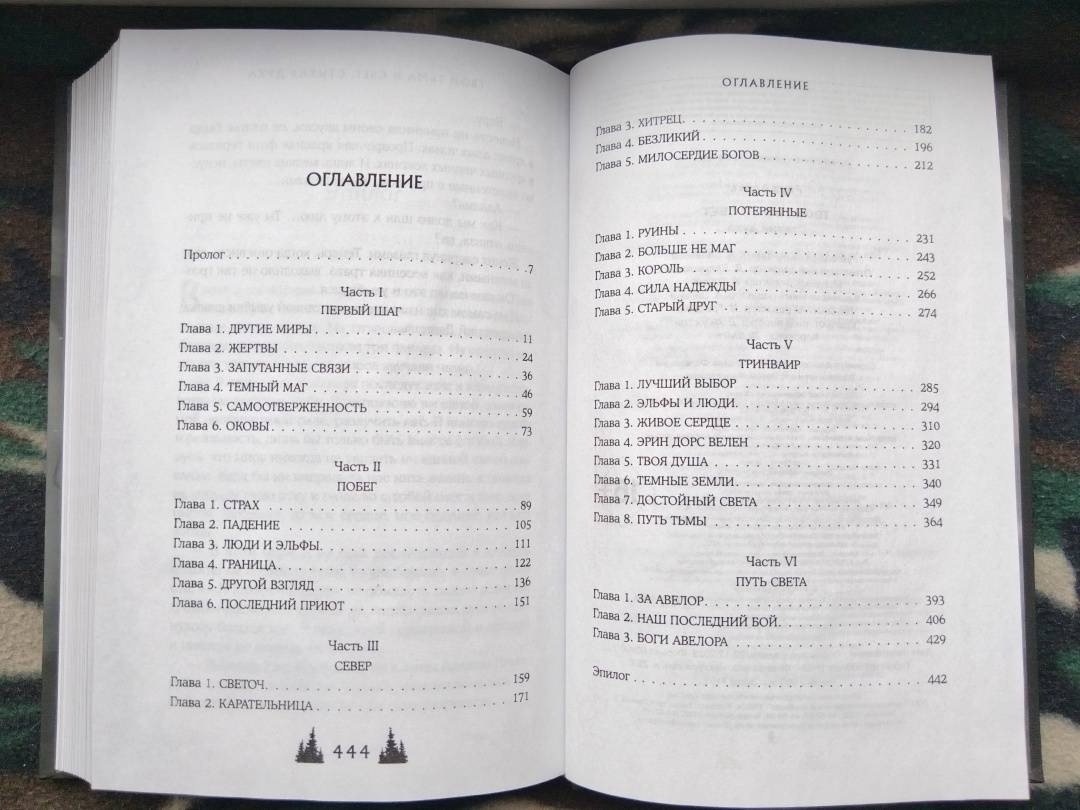 ОГЛАВЛЕНИЕ
Пролог . . . . . . . . . . . . . . . . . . . . . . . . . . . . . . 7
Часть I
ПЕРВЫЙ ШАГ
Глава 1. ДРУГИЕ МИРЫ . . . . . . . . . . . . . . . . . . . . 11
Глава 2. ЖЕРТВЫ . . . . . . . . . . . . . . . . . . . . 24
Глава 3. ЗАПУТАННЫЕ СВЯЗИ . . . . . . . . . . . . . . . . 36
Глава 4. ТЕМНЫЙ МАГ . . . . . . . . . . . . . . . . . . . . 46
Глава 5. САМООТВЕРЖЕННОСТЬ . . . . . . . . . . . . . . 59
Глава 6. ОКОВЫ . . . . . . . . . . . . . . . . . . . . 73
Часть II
ПОБЕГ
Глава 1. СТРАХ . . . . . . . . . . . . . . . . . . . . 89
Глава 2. ПАДЕНИЕ . . . . . . . . . . . . . . . . . . . . 105
Глава 3. ЛЮДИ И ЭЛЬФЫ . . . . . . . . . . . . . . . . . . . . 111
Глава 4. ГРАНИЦА . . . . . . . . . . . . . . . . . . . . 122
Глава 5. ДРУГОЙ ВЗГЛЯД . . . . . . . . . . . . . . . . . . . . 136
Глава 6. ПОСЛЕДНИЙ ПРИЮТ . . . . . . . . . . . . . . . . 151
Часть III
СЕВЕР
Глава 1. СВЕТОЧ . . . . . . . . . . . . . . . . . . . . 159
Глава 2. КАРАТЕЛЬНИЦА . . . . . . . . . . . . . . . . . . . . 171
444
ОГЛАВЛЕНИЕ
Глава 3. ХИТРЕЦ . . . . . . . . . . . . . . . . . . . . 182
Глава 4. БЕЗЛИКИЙ . . . . . . . . . . . . . . . . . . . . 196
Глава 5. МИЛОСЕРДИЕ БОГОВ . . . . . . . . . . . . . . . . 212
Часть IV
ПОТЕРЯННЫЕ
Глава 1. РУИНЫ . . . . . . . . . . . . . . . . . . . . 231
Глава 2. БОЛЬШЕ НЕ МАГ . . . . . . . . . . . . . . . . . . . . 243
Глава 3. КОРОЛЬ . . . . . . . . . . . . . . . . . . . . 252
Глава 4. СИЛА НАДЕЖДЫ . . . . . . . . . . . . . . . . . . . . 266
Глава 5. СТАРЫЙ ДРУГ . . . . . . . . . . . . . . . . . . . . 274
Часть V
ТРИНВАИР
Глава 1. ЛУЧШИЙ ВЫБОР . . . . . . . . . . . . . . . . . . . . 285
Глава 2. ЭЛЬФЫ И ЛЮДИ . . . . . . . . . . . . . . . . . . . . 294
Глава 3. ЖИВОЕ СЕРДЦЕ . . . . . . . . . . . . . . . . . . . . 310
Глава 4. ЭРИН ДОРС ВЕЛЕН . . . . . . . . . . . . . . . . 320
Глава 5. ТВОЯ ДУША . . . . . . . . . . . . . . . . . . . . 331
Глава 6. ТЕМНЫЕ ЗЕМЛИ . . . . . . . . . . . . . . . . . . . . 340
Глава 7. ДОСТОЙНЫЙ СВЕТА . . . . . . . . . . . . . . . . 349
Глава 8. ПУТЬ ТЬМЫ . . . . . . . . . . . . . . . . . . . . 364
Часть VI
ПУТЬ СВЕТА
Глава 1. ЗА АВЕЛОР . . . . . . . . . . . . . . . . . . . . 393
Глава 2. НАШ ПОСЛЕДНИЙ БОЙ . . . . . . . . . . . . . . . . 406
Глава 3. БОГИ АВЕЛОРА . . . . . . . . . . . . . . . . . . . . 429
Эпилог . . . . . . . . . . . . . . . . . . . . . . . . . . 442